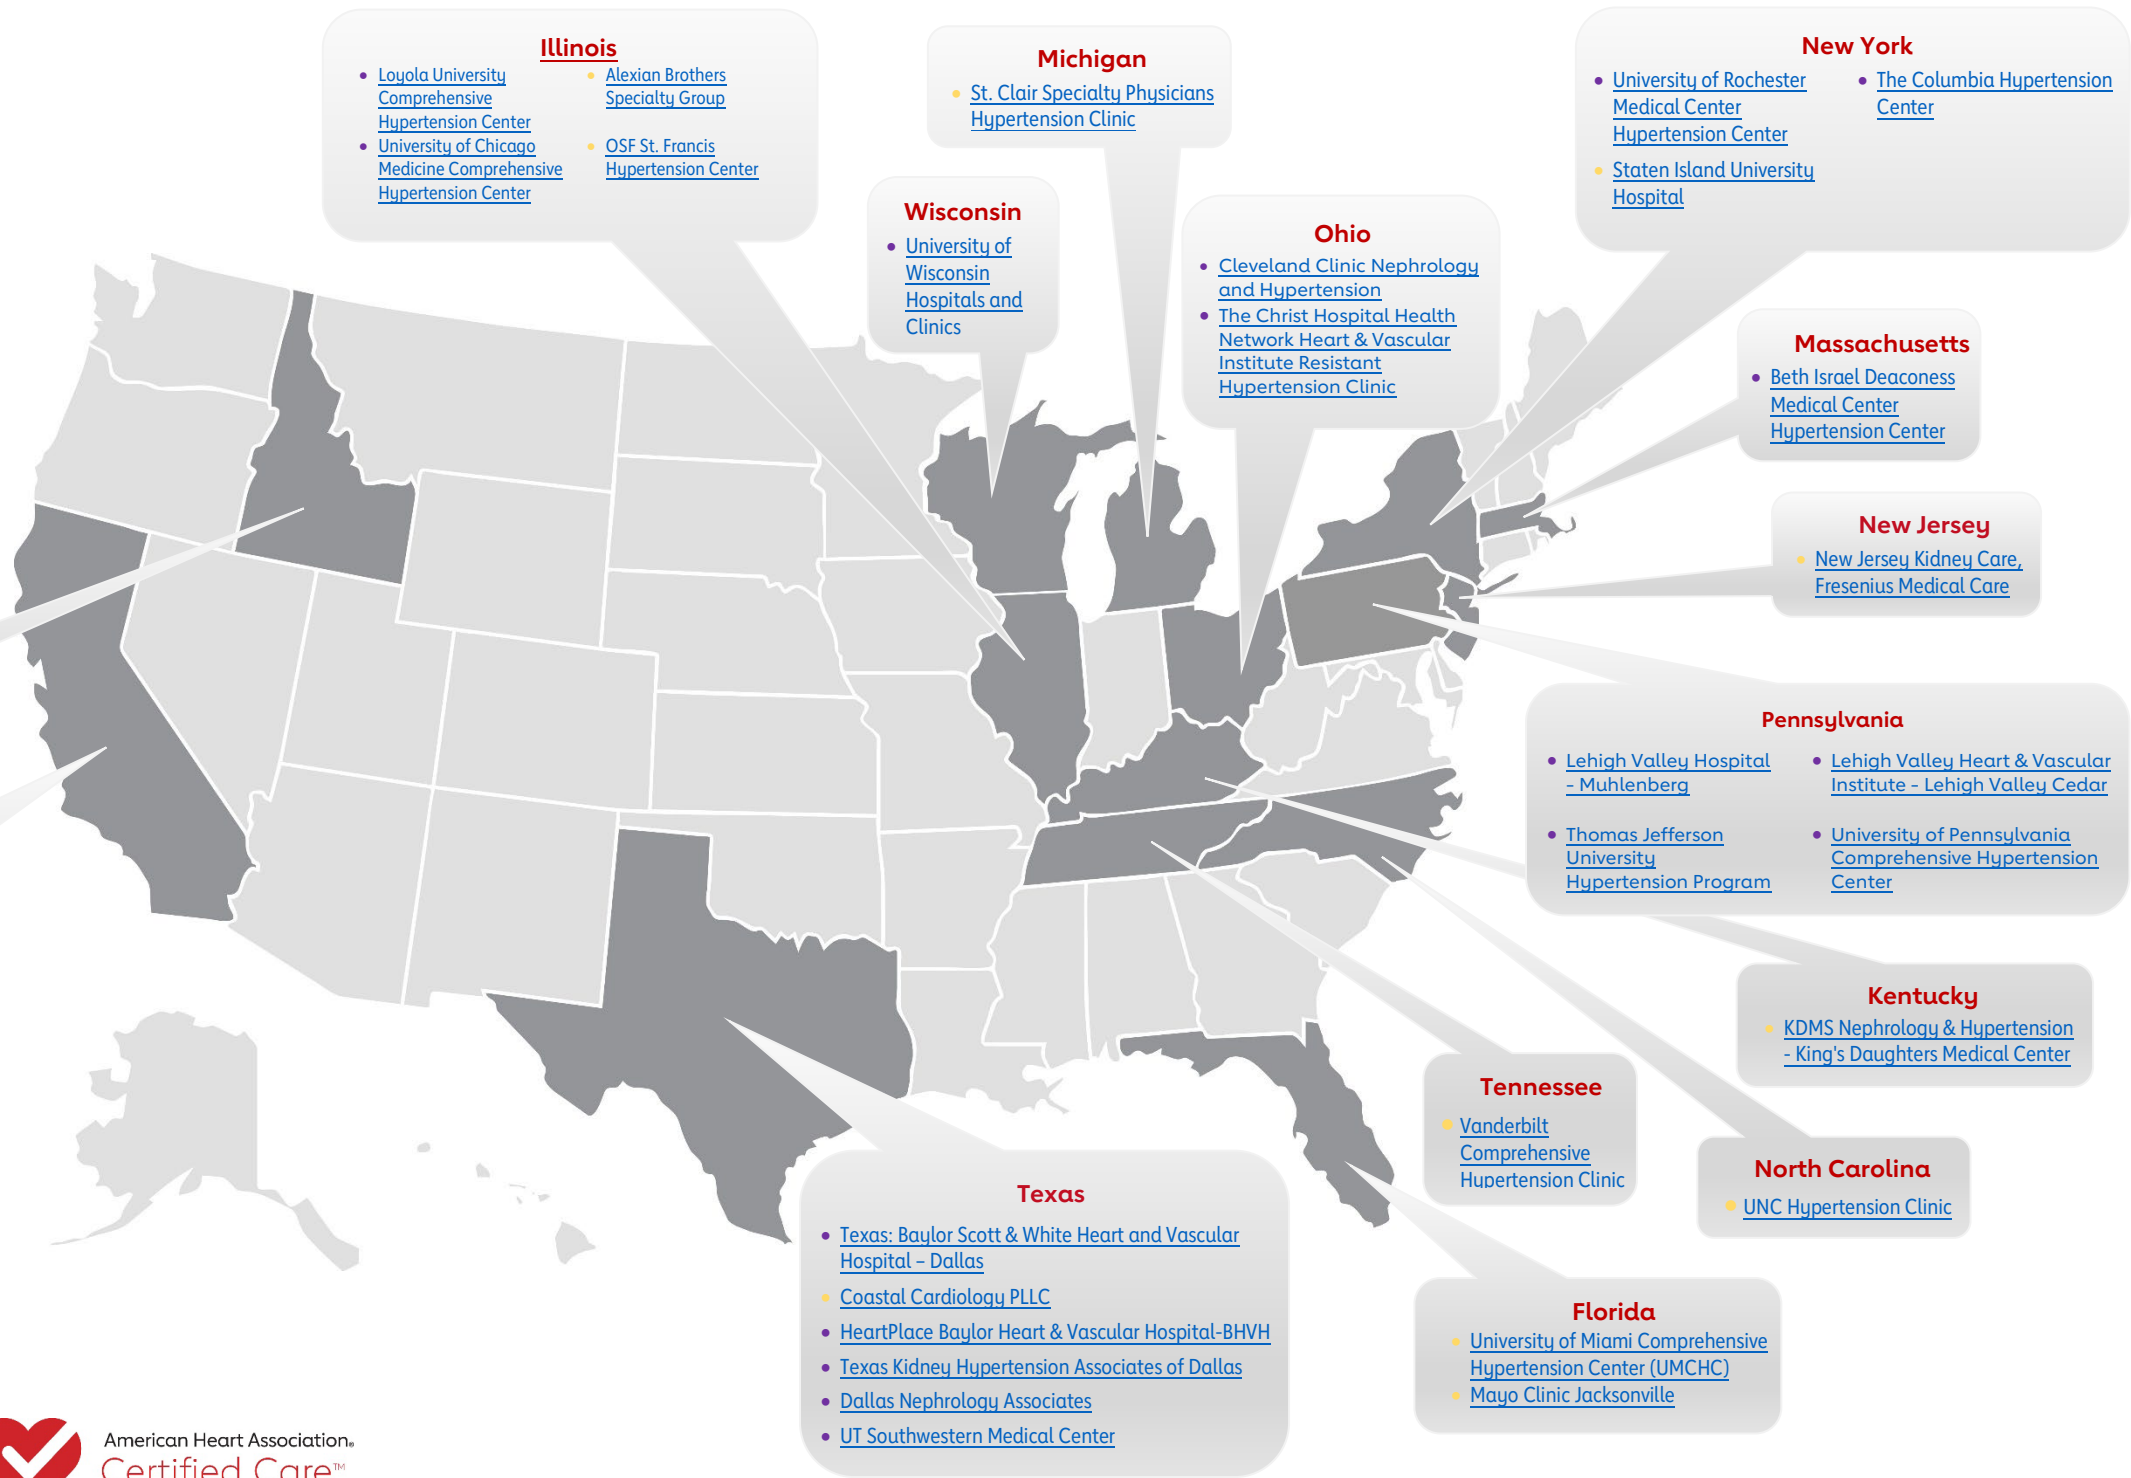 Illinois
Loyola University
Comprehensive
Hypertension Center
University of Chicago
Medicine Comprehensive
Hypertension Center
Alexian Brothers
Specialty Group
OSF St. Francis
Hypertension Center
Michigan
St. Clair Specialty Physicians
Hypertension Clinic
New York
University of Rochester
Medical Center
Hypertension Center
Staten Island University
Hospital
The Columbia Hypertension
Center
Wisconsin
University of
Wisconsin
Hospitals and
Clinics
Ohio
Cleveland Clinic Nephrology
and Hypertension
The Christ Hospital Health
Network Heart & Vascular
Institute Resistant
Hypertension Clinic
Massachusetts
Beth Israel Deaconess
Medical Center
Hypertension Center
New Jersey
New Jersey Kidney Care,
Fresenius Medical Care
Pennsylvania
Lehigh Valley Hospital
- Muhlenberg
Thomas Jefferson
University
Hypertension Program
Lehigh Valley Heart & Vascular
Institute - Lehigh Valley Cedar
University of Pennsylvania
Comprehensive Hypertension
Center
Kentucky
KDMS Nephrology & Hypertension
- King's Daughters Medical Center
Tennessee
Vanderbilt
Comprehensive
Hypertension Clinic
North Carolina
UNC Hypertension Clinic
Texas
Texas: Baylor Scott & White Heart and Vascular
Hospital – Dallas
Coastal Cardiology PLLC
HeartPlace Baylor Heart & Vascular Hospital-BHVH
Texas Kidney Hypertension Associates of Dallas
Dallas Nephrology Associates
UT Southwestern Medical Center
Florida
University of Miami Comprehensive
Hypertension Center (UMCHC)
Mayo Clinic Jacksonville
American Heart Association®
Certified Care™